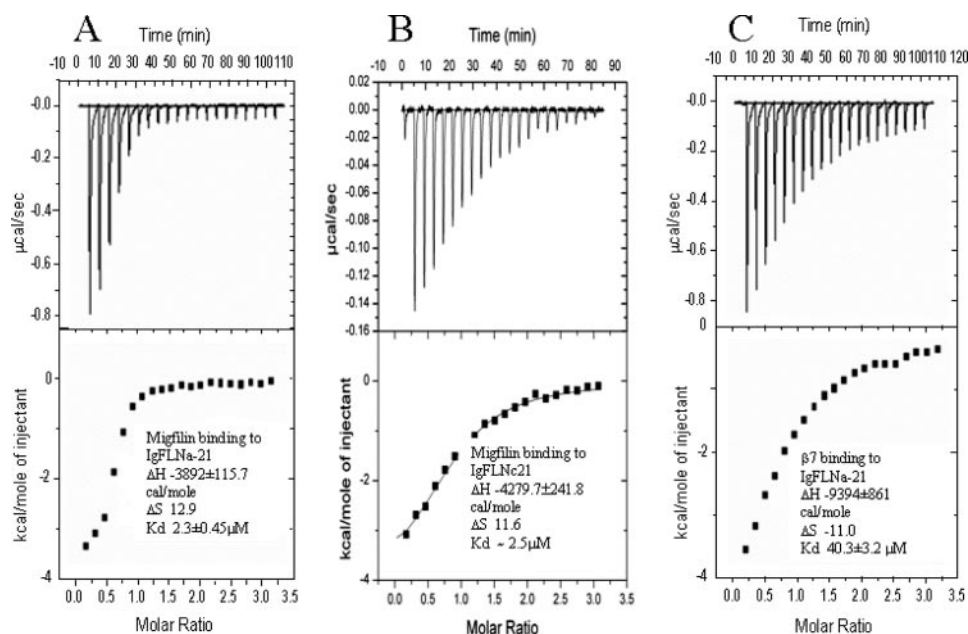 A
Time (min)
-10 0 10 20 30 40 50 60 70 80 90 100 110
-0.0
-0.2
-0.4
-0.6
-0.8
µcal/sec
0
-2
-4
kcal/mole of injectant
Migfilin binding to
IgFLNa-21
ΔH -3892±115.7
cal/mole
ΔS 12.9
Kd 2.3±0.45µM
0.0 0.5 1.0 1.5 2.0 2.5 3.0 3.5
Molar Ratio
B
Time (min)
-10 0 10 20 30 40 50 60 70 80 90
0.02
0.00
-0.02
-0.04
-0.06
-0.08
-0.10
-0.12
-0.14
-0.16
µcal/sec
0
-2
-4
kcal/mole of injectant
Migfilin binding to
IgFLNc21
ΔH -4279.7±241.8
cal/mole
ΔS 11.6
Kd ~ 2.5µM
0.0 0.5 1.0 1.5 2.0 2.5 3.0 3.5
Molar Ratio
C
Time (min)
-10 0 10 20 30 40 50 60 70 80 90 100 110 120
-0.0
-0.2
-0.4
-0.6
-0.8
0
µcal/sec
-2
-4
kcal/mole of injectant
β7 binding to
IgFLNa-21
ΔH -9394±861
cal/mole
ΔS -11.0
Kd 40.3±3.2 µM
0.0 0.5 1.0 1.5 2.0 2.5 3.0 3.5
Molar Ratio